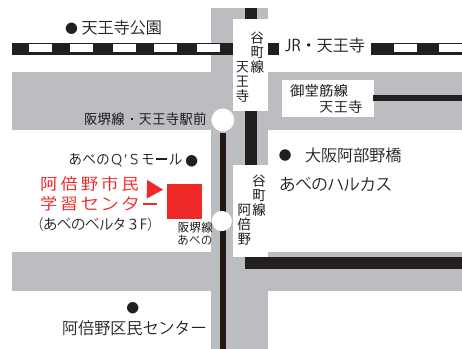 ●天王寺公園
谷町線
天王寺
JR・天王寺
御堂筋線
天王寺
阪堺線・天王寺駅前
あべのQ'Sモール●
● 大阪阿部野橋
あべのハルカス
阿倍野市民
学習センター
(あべのベルタ3F)
谷町線
阿倍野
阪堺線
あべの
●
阿倍野区民センター